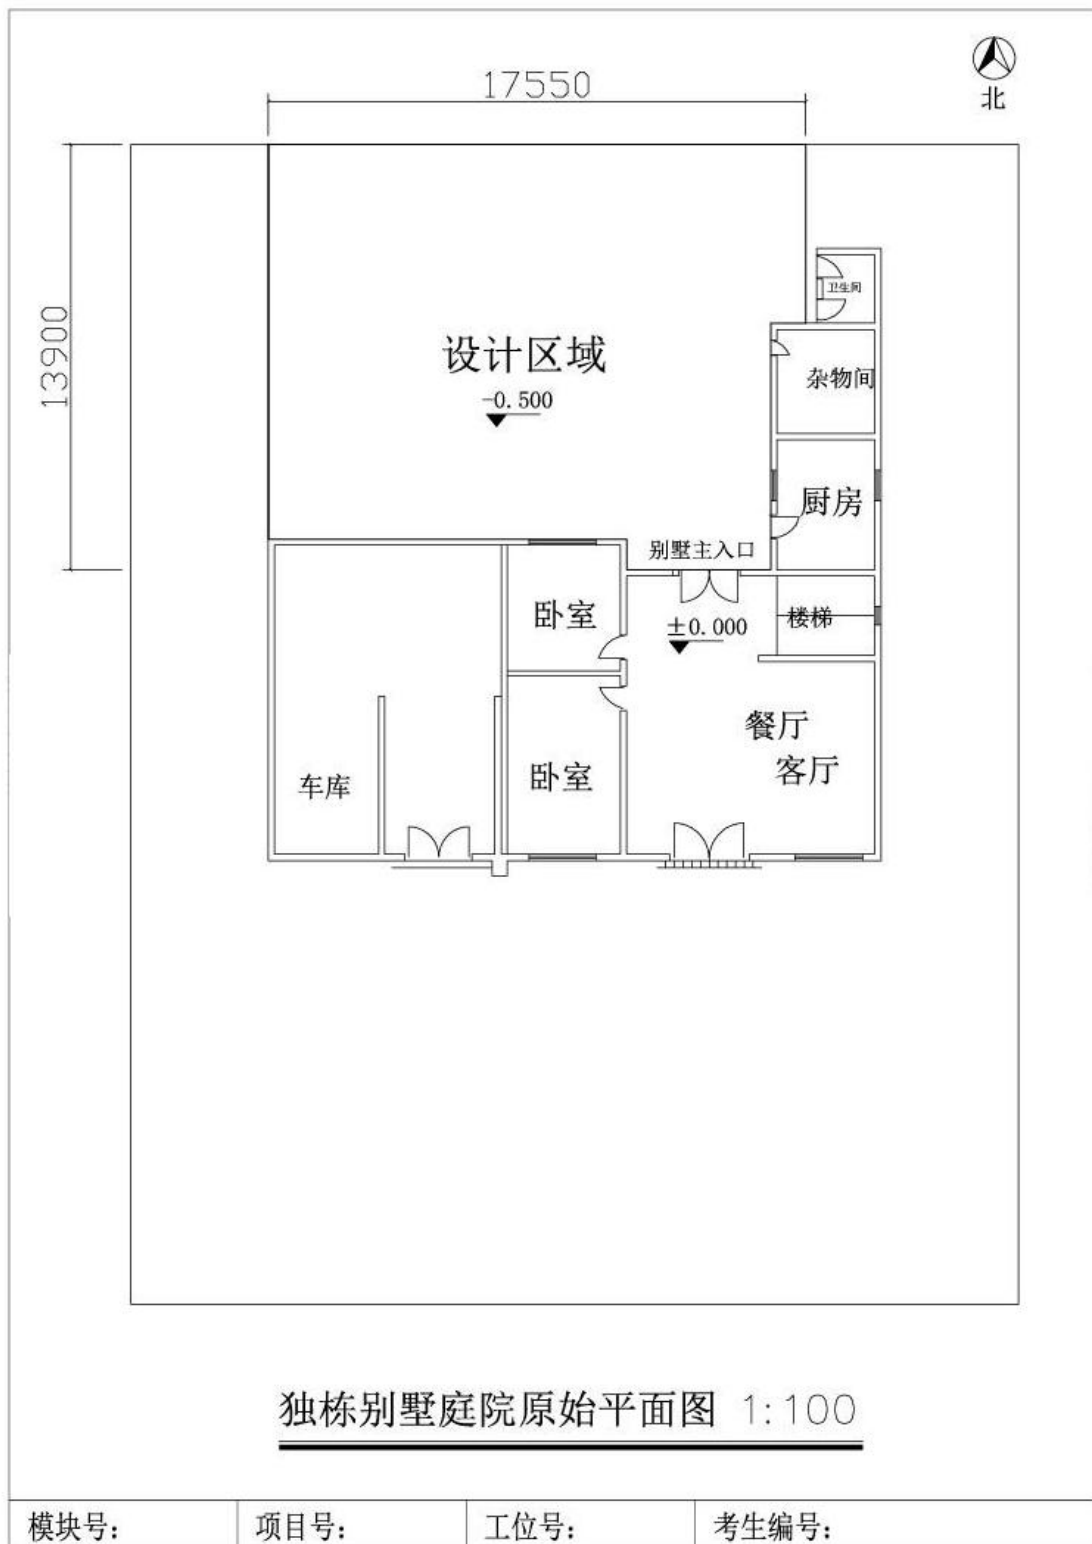 北
17550
13900
卫生间
设计区域
-0.500
杂物间
厨房
别墅主入口
卧室
±0.000
楼梯
餐厅
客厅
卧室
车库
独栋别墅庭院原始平面图 1:100
模块号: 项目号: 工位号: 考生编号: